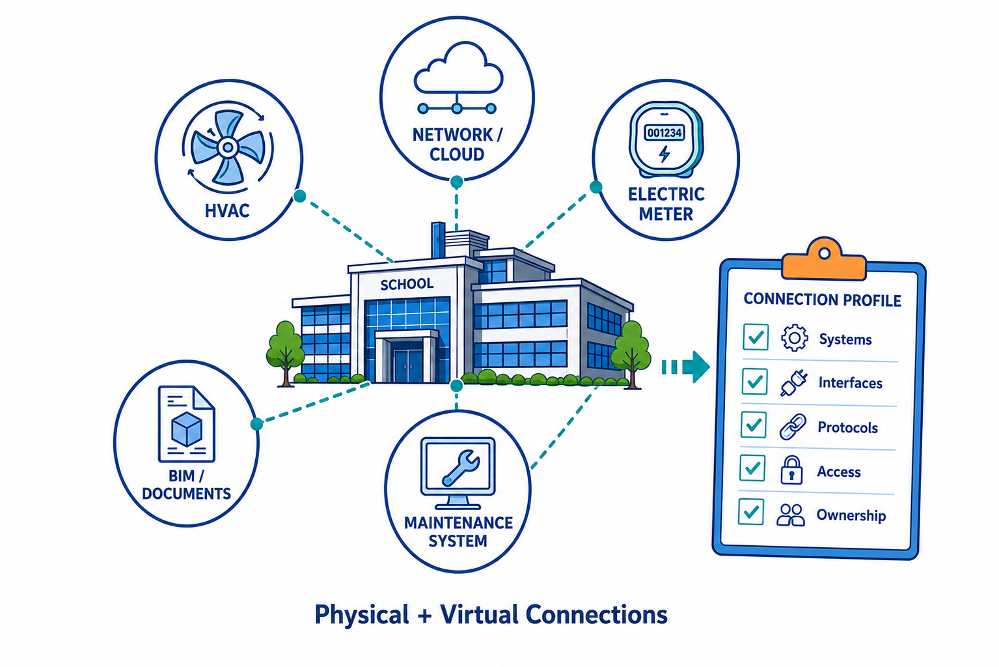 NETWORK /
CLOUD
HVAC
001234
ELECTRIC
METER
SCHOOL
BIM /
DOCUMENTS
MAINTENANCE
SYSTEM
CONNECTION PROFILE
Systems
Interfaces
Protocols
Access
Ownership
Physical + Virtual Connections